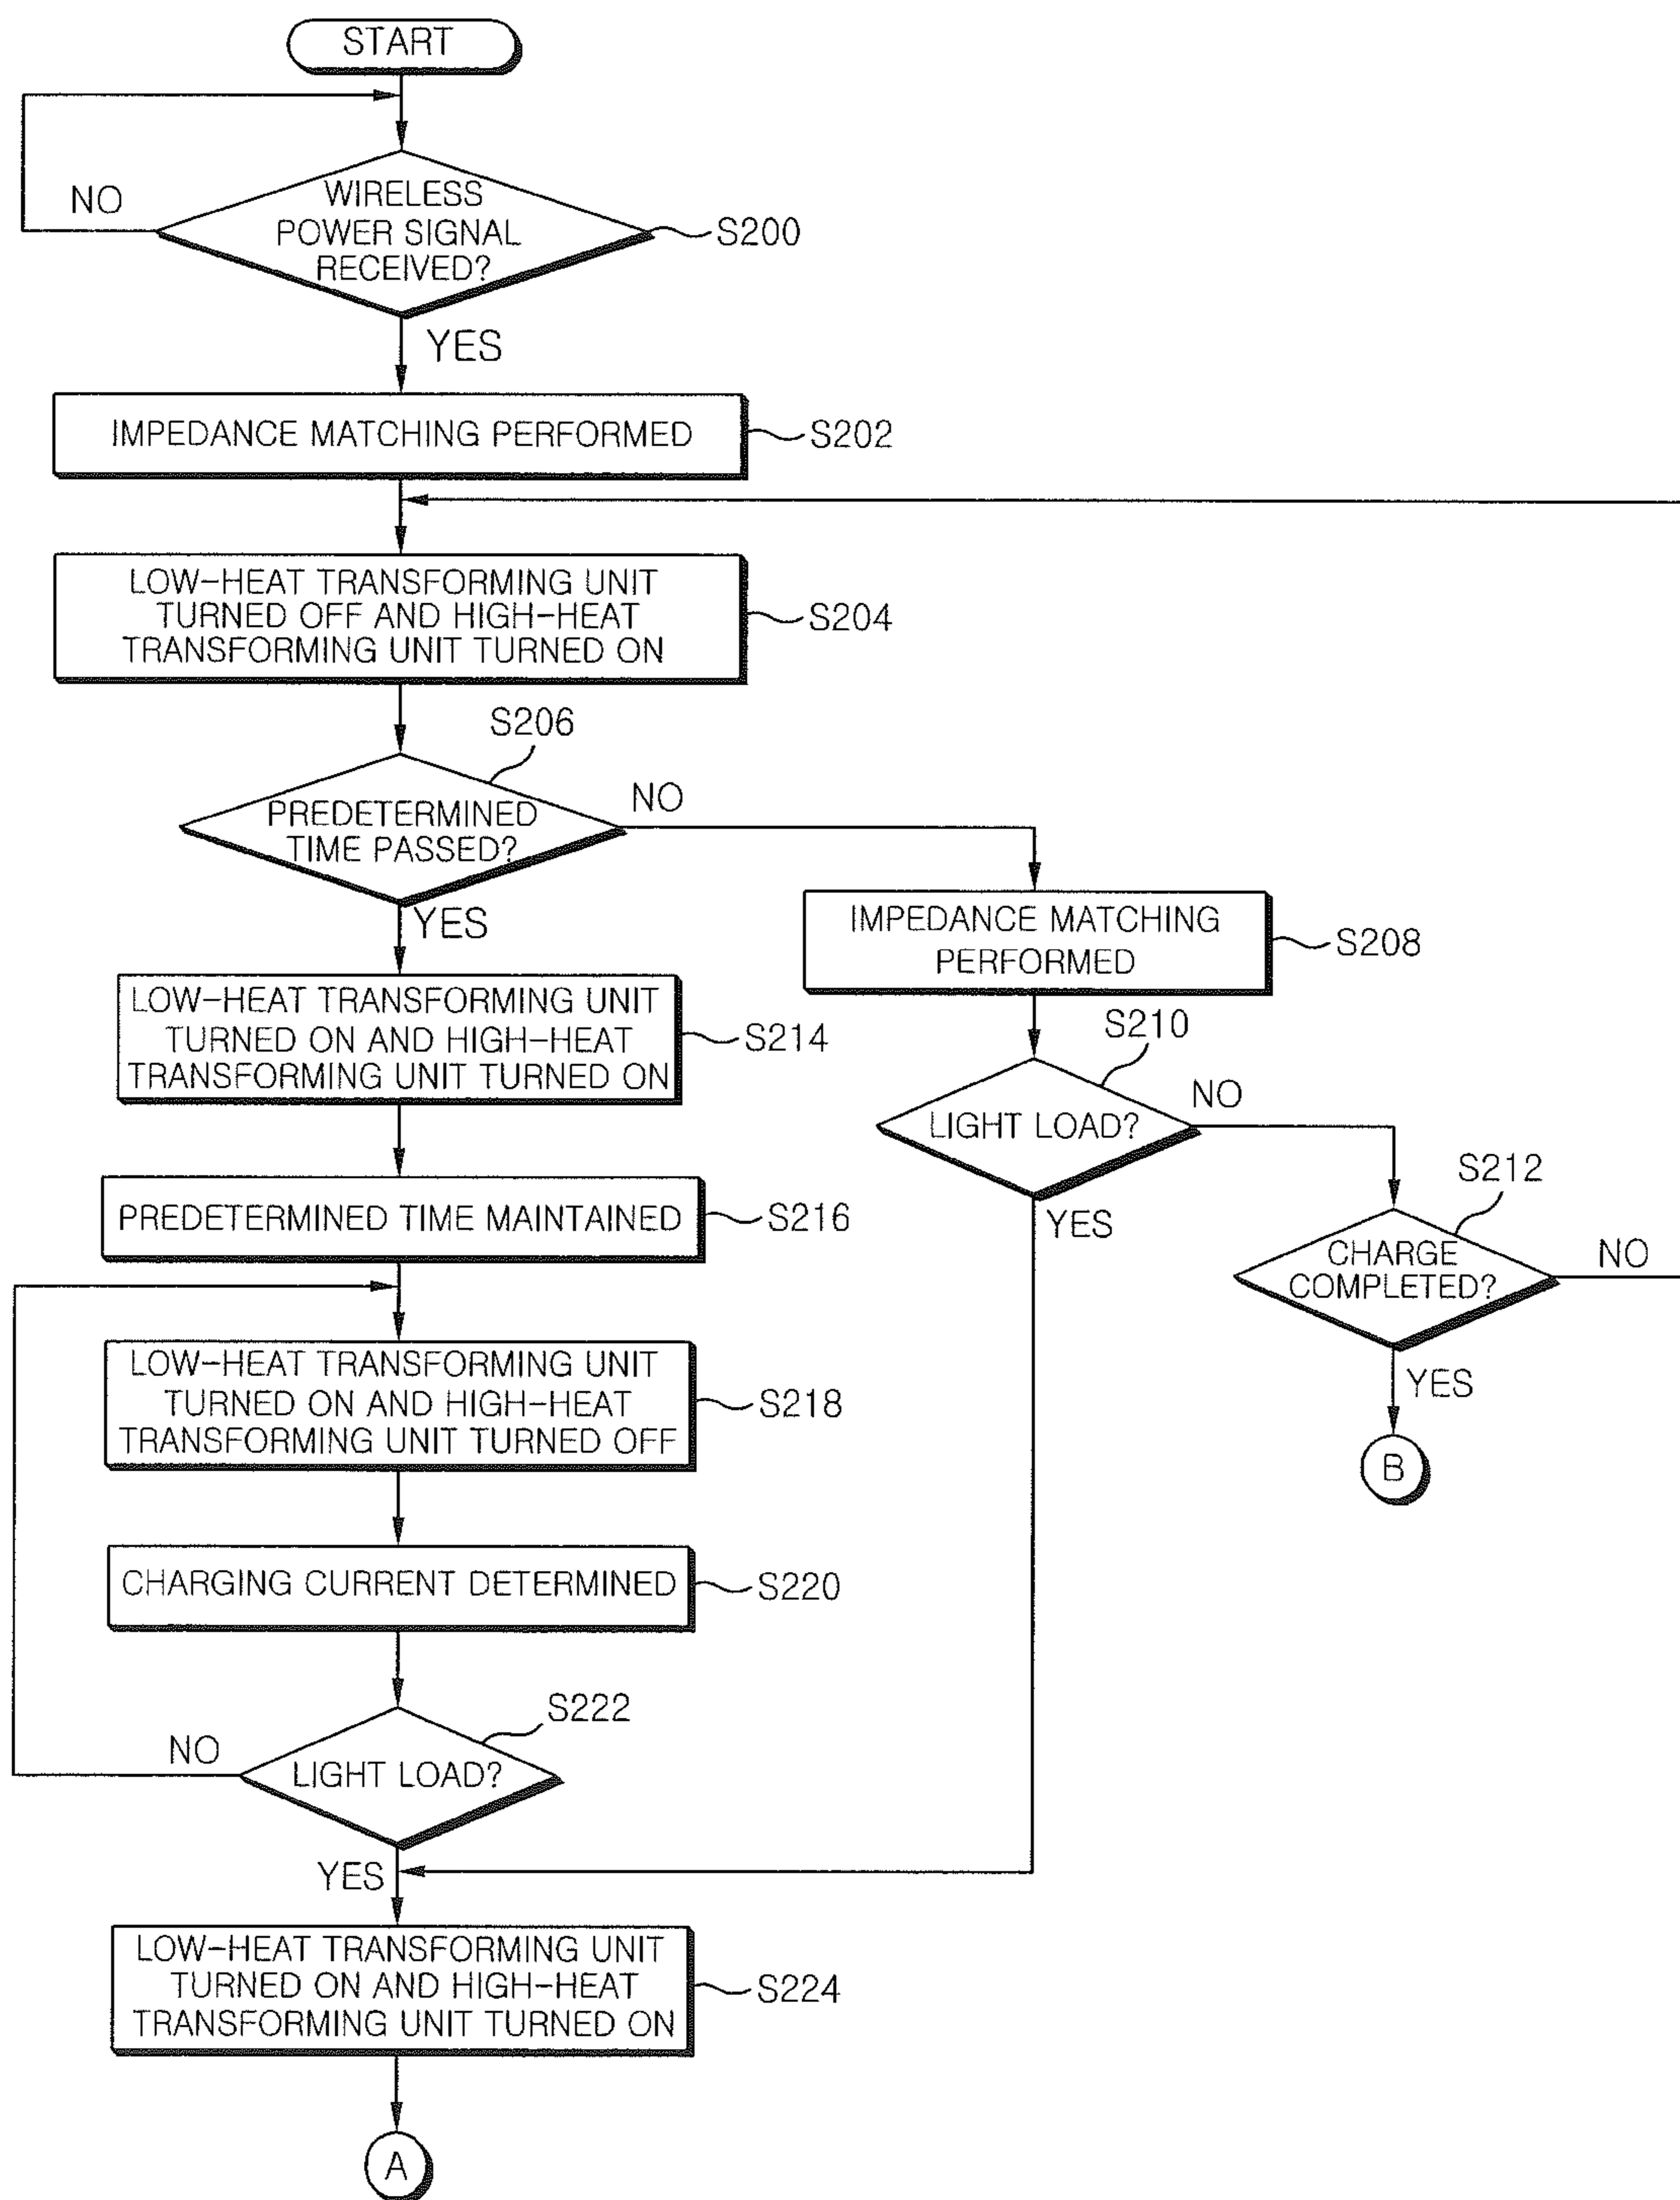 START
NO
WIRELESS
POWER SIGNAL
RECEIVED?
S200
YES
IMPEDANCE MATCHING PERFORMED
S202
LOW-HEAT TRANSFORMING UNIT
TURNED OFF AND HIGH-HEAT
TRANSFORMING UNIT TURNED ON
S204
S206
PREDETERMINED
TIME PASSED?
NO
YES
IMPEDANCE MATCHING
PERFORMED
S208
LOW-HEAT TRANSFORMING UNIT
TURNED ON AND HIGH-HEAT
TRANSFORMING UNIT TURNED ON
S214
S210
LIGHT LOAD?
NO
YES
S212
CHARGE
COMPLETED?
NO
YES
B
PREDETERMINED TIME MAINTAINED
S216
LOW-HEAT TRANSFORMING UNIT
TURNED ON AND HIGH-HEAT
TRANSFORMING UNIT TURNED OFF
S218
CHARGING CURRENT DETERMINED
S220
S222
NO
LIGHT LOAD?
YES
LOW-HEAT TRANSFORMING UNIT
TURNED ON AND HIGH-HEAT
TRANSFORMING UNIT TURNED ON
S224
A